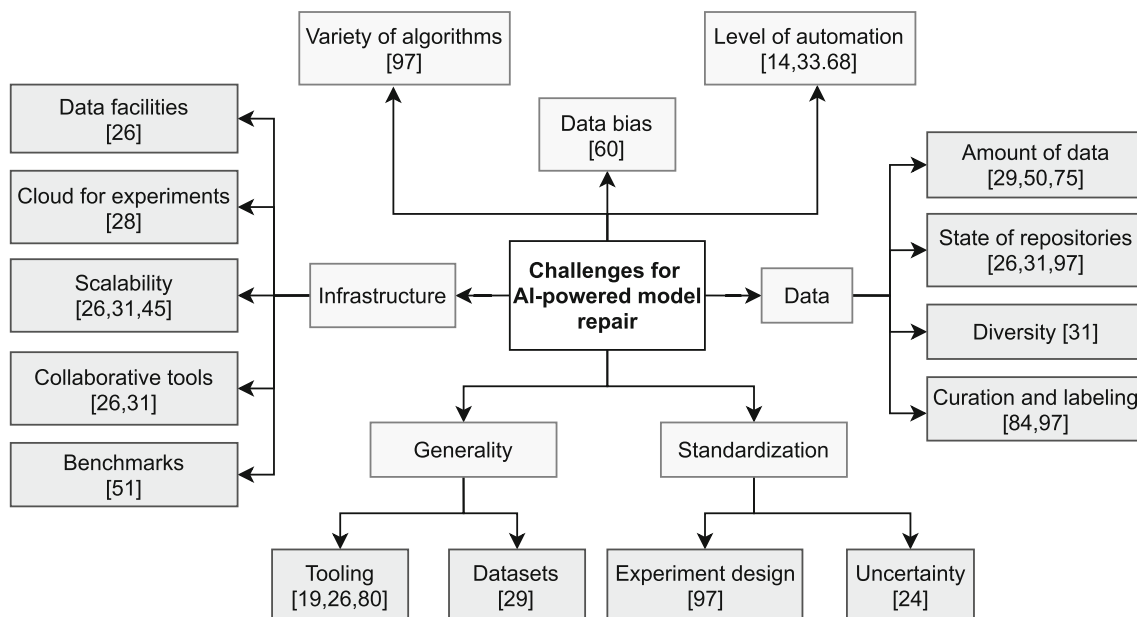 Variety of algorithms
[97]
Level of automation
[14,33.68]
Data facilities
[26]
Data bias
[60]
Amount of data
[29,50,75]
Cloud for experiments
[28]
State of repositories
[26,31,97]
Scalability
[26,31,45]
Infrastructure
Challenges for
AI-powered model
repair
Data
Diversity [31]
Collaborative tools
[26,31]
Curation and labeling
[84,97]
Benchmarks
[51]
Generality
Standardization
Tooling
[19,26,80]
Datasets
[29]
Experiment design
[97]
Uncertainty
[24]